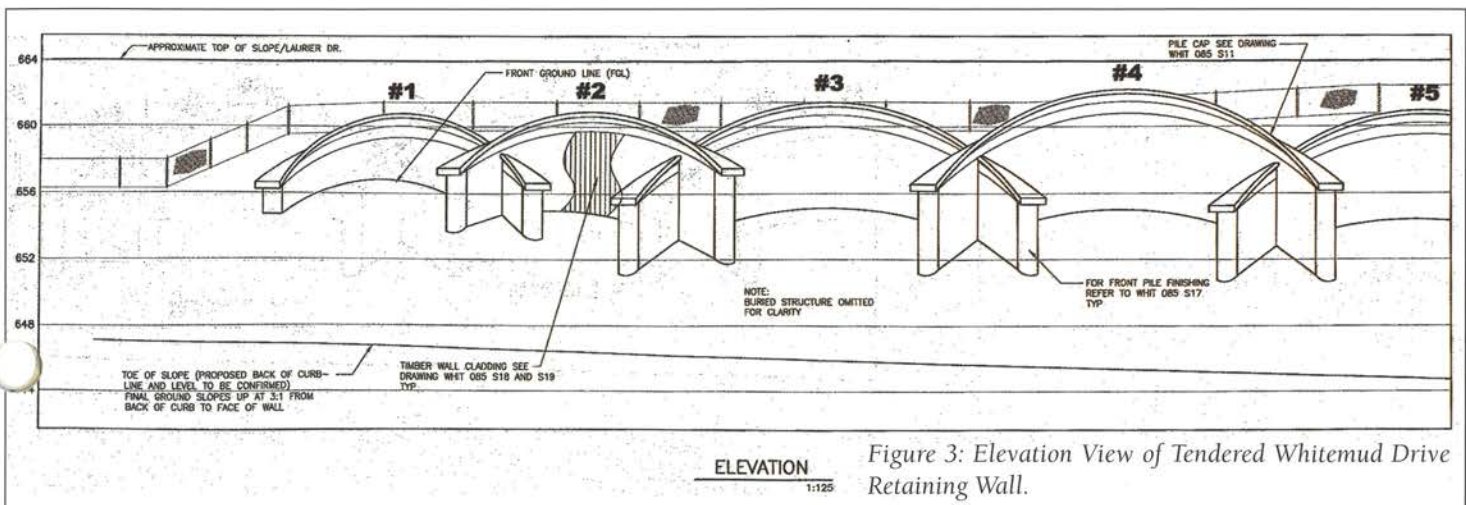 APPROXIMATE TOP OF SLOPE/LAURIER DR.
664
FRONT GROUND LINE (FGL)
PILE CAP SEE DRAWING
WHIT 085 S11
#1
#2
#3
#4
#5
660
656
652
648
NOTE:
BURIED STRUCTURE OMITTED
FOR CLARITY
FOR FRONT PILE FINISHING
REFER TO WHIT 085 S17
TYP
TOE OF SLOPE (PROPOSED BACK OF CURB
LINE AND LEVEL TO BE CONFIRMED)
FINAL GROUND SLOPES UP AT 3:1 FROM
BACK OF CURB TO FACE OF WALL
TIMBER WALL CLADDING SEE
DRAWING WHIT 085 S18 AND S19
TYP
ELEVATION
1:125
Figure 3: Elevation View of Tendered Whitemud Drive
Retaining Wall.